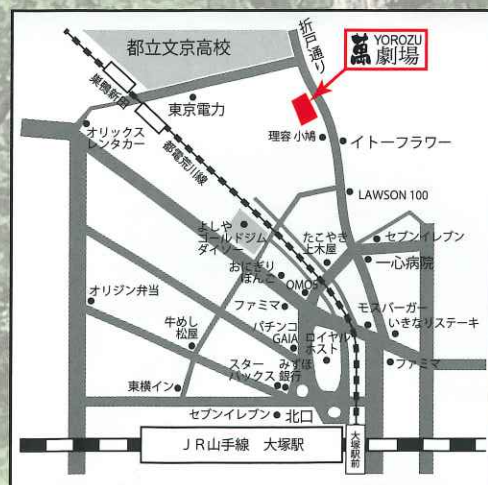 都立文京高校
折戸通り
萬
YOROZU
劇場
巣鴨新田
東京電力
理容 小鳩
イトーフラワー
オリックス
レンタカー
都電荒川線
LAWSON 100
よしや
ゴールドジム
ダイソー
たこやき
上木屋
セブンイレブン
おにぎり
ぼんご
一心病院
OMO5
オリジン弁当
ファミマ
モスバーガー
いきなりステーキ
牛めし
松屋
パチンコ
GAIA
ロイヤル
ホスト
ファミマ
スター
バックス
みずほ
銀行
東横イン
セブンイレブン
北口
JR山手線 大塚駅
大塚駅前